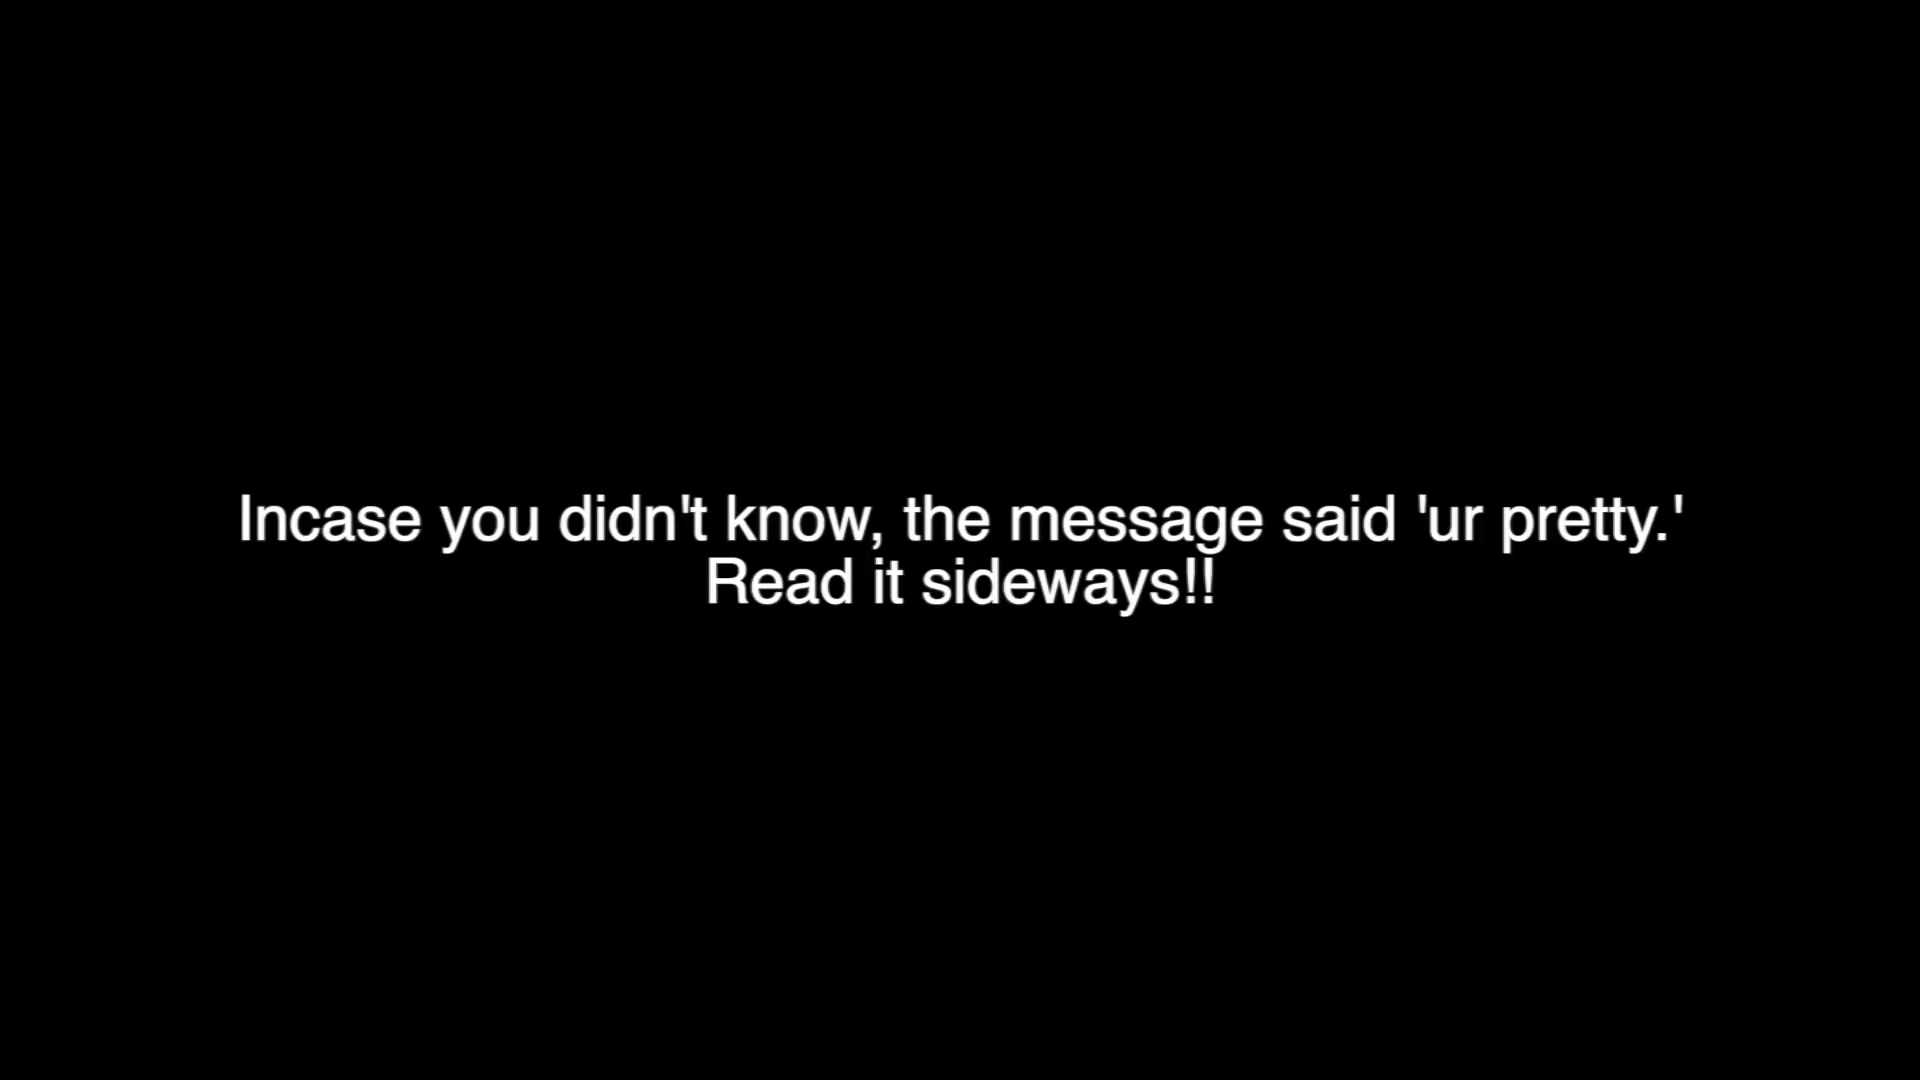 Incase you didn't know, the message said 'ur pretty.'
Read it sideways!!